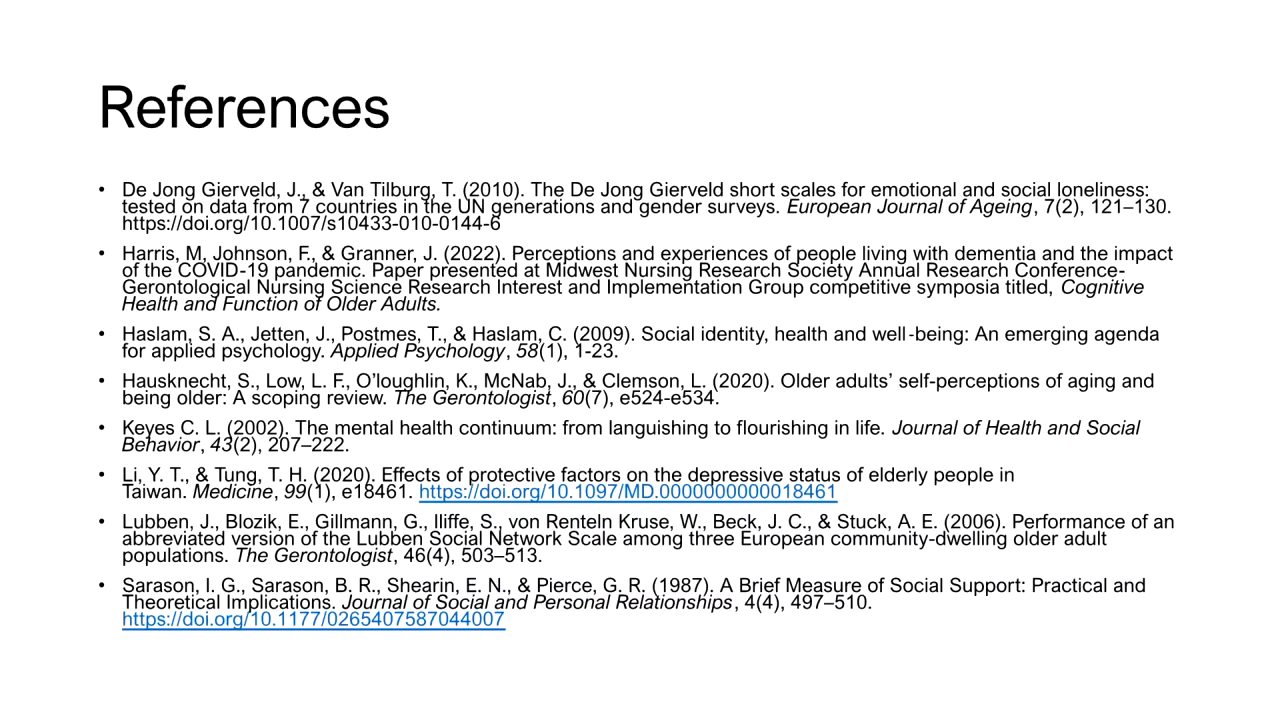 References
• De Jong Gierveld, J., & Van Tilburg, T. (2010). The De Jong Gierveld short scales for emotional and social loneliness:
tested on data from 7 countries in the UN generations and gender surveys. European Journal of Ageing, 7(2), 121–130.
https://doi.org/10.1007/s10433-010-0144-6
• Harris, M, Johnson, F., & Granner, J. (2022). Perceptions and experiences of people living with dementia and the impact
of the COVID-19 pandemic. Paper presented at Midwest Nursing Research Society Annual Research Conference-
Gerontological Nursing Science Research Interest and Implementation Group competitive symposia titled, Cognitive
Health and Function of Older Adults.
• Haslam, S. A., Jetten, J., Postmes, T., & Haslam, C. (2009). Social identity, health and well-being: An emerging agenda
for applied psychology. Applied Psychology, 58(1), 1-23.
• Hausknecht, S., Low, L. F., O’loughlin, K., McNab, J., & Clemson, L. (2020). Older adults’ self-perceptions of aging and
being older: A scoping review. The Gerontologist, 60(7), e524-e534.
• Keyes C. L. (2002). The mental health continuum: from languishing to flourishing in life. Journal of Health and Social
Behavior, 43(2), 207–222.
• Li, Y. T., & Tung, T. H. (2020). Effects of protective factors on the depressive status of elderly people in
Taiwan. Medicine, 99(1), e18461. https://doi.org/10.1097/MD.0000000000018461
• Lubben, J., Blozik, E., Gillmann, G., Iliffe, S., von Renteln Kruse, W., Beck, J. C., & Stuck, A. E. (2006). Performance of an
abbreviated version of the Lubben Social Network Scale among three European community-dwelling older adult
populations. The Gerontologist, 46(4), 503–513.
• Sarason, I. G., Sarason, B. R., Shearin, E. N., & Pierce, G. R. (1987). A Brief Measure of Social Support: Practical and
Theoretical Implications. Journal of Social and Personal Relationships, 4(4), 497–510.
https://doi.org/10.1177/0265407587044007